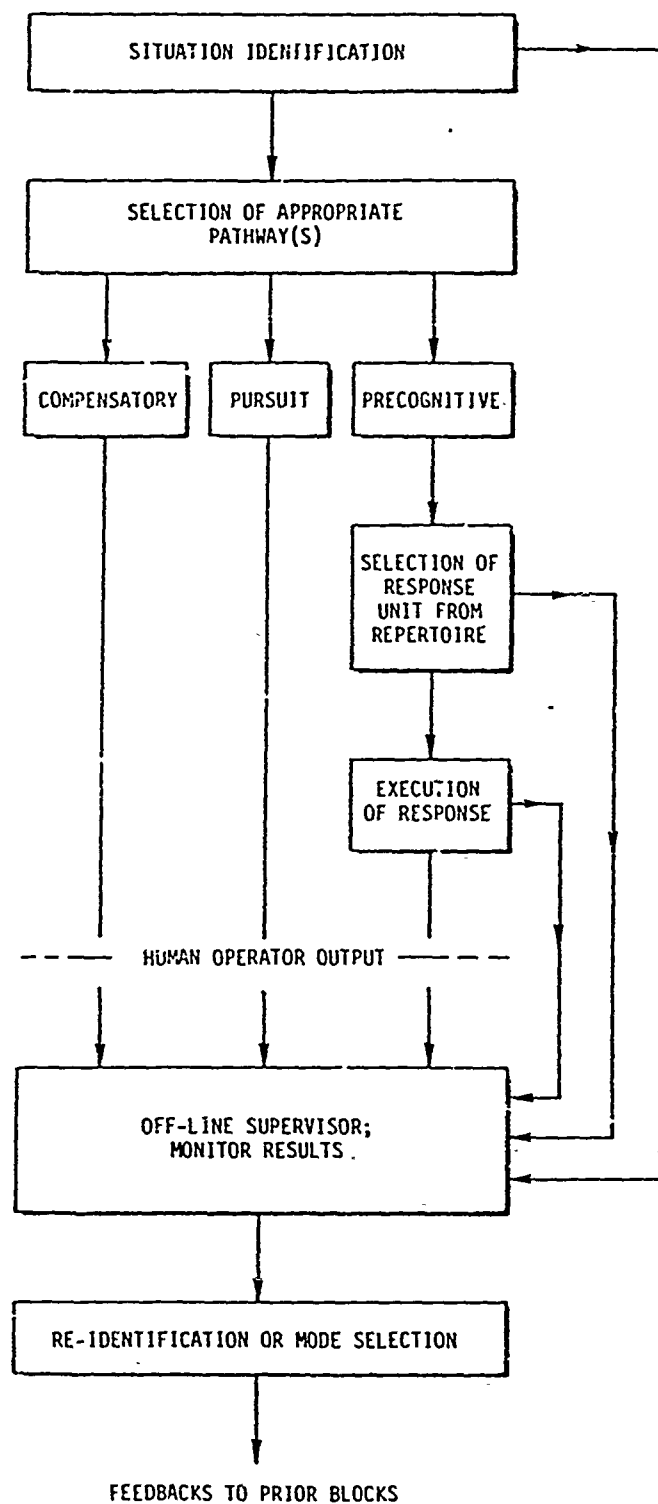 SITUATION IDENTIFICATION
SELECTION OF APPROPRIATE
PATHWAY(S)
COMPENSATORY
PURSUIT
PRECOGNITIVE
SELECTION OF
RESPONSE
UNIT FROM
REPERTOIRE
EXECUTION
OF RESPONSE
HUMAN OPERATOR OUTPUT
OFF-LINE SUPERVISOR;
MONITOR RESULTS
RE-IDENTIFICATION OR MODE SELECTION
FEEDBACKS TO PRIOR BLOCKS